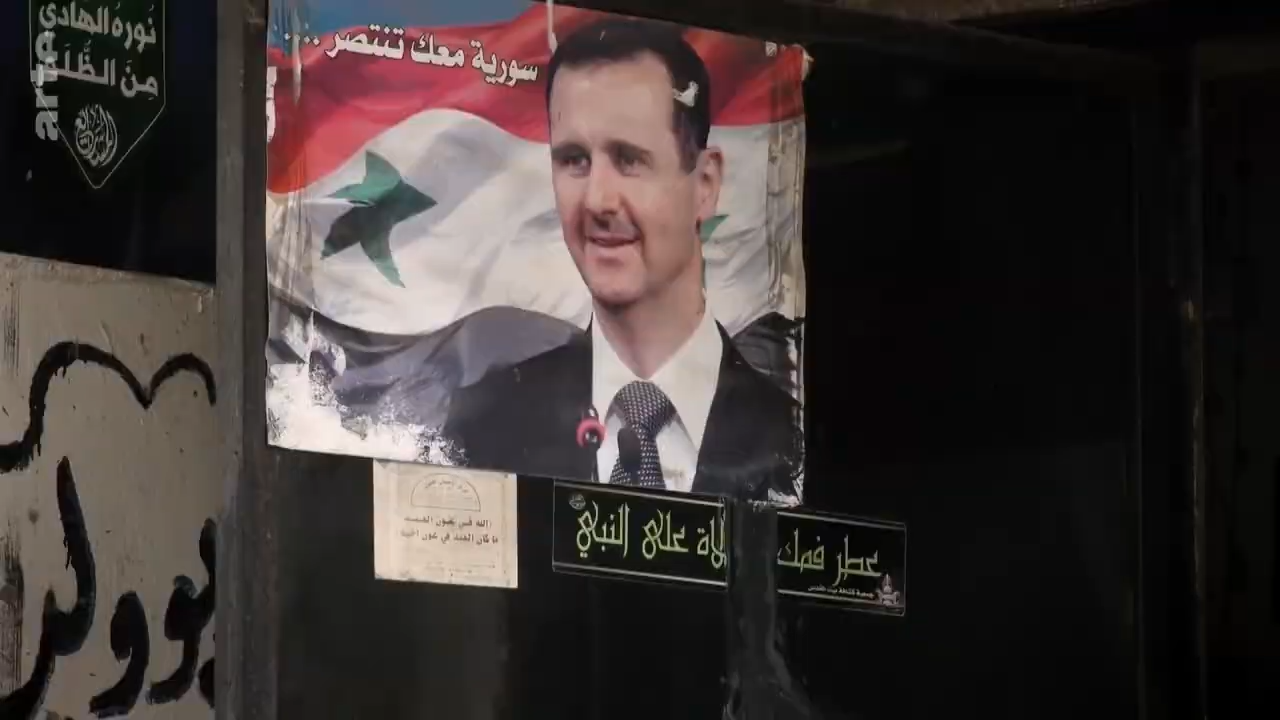 نوره الهادي
من الظلم
arte
سورية معك تنتصر ....
الله في عون العبد
ما كان العبد في عون أخيه
عطر فمك
لاة على النبي